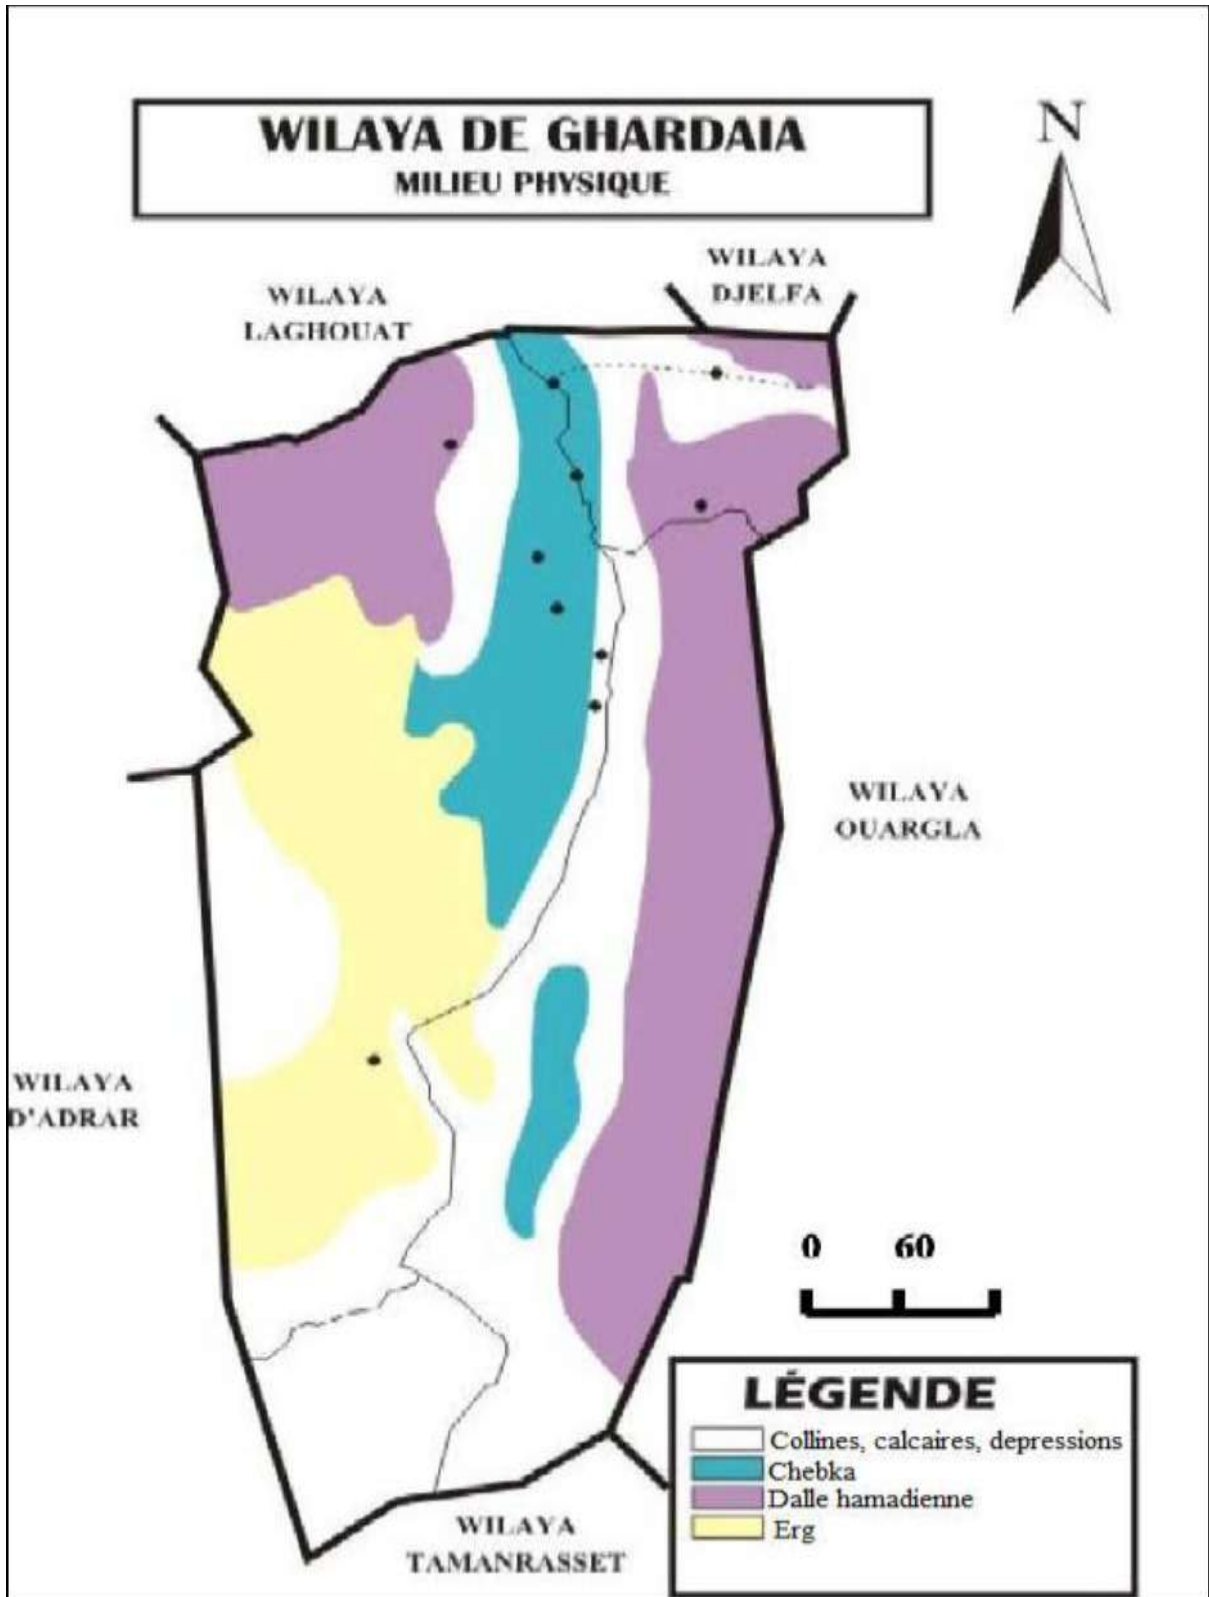 WILAYA DE GHARDAIA
MILIEU PHYSIQUE
N
WILAYA
DJELFA
WILAYA
LAGHOUAT
WILAYA
OUARGLA
WILAYA
D'ADRAR
0 60
LÉGENDE
Collines, calcaires, depressions
Chebka
Dalle hamadienne
Erg
WILAYA
TAMANRASSET